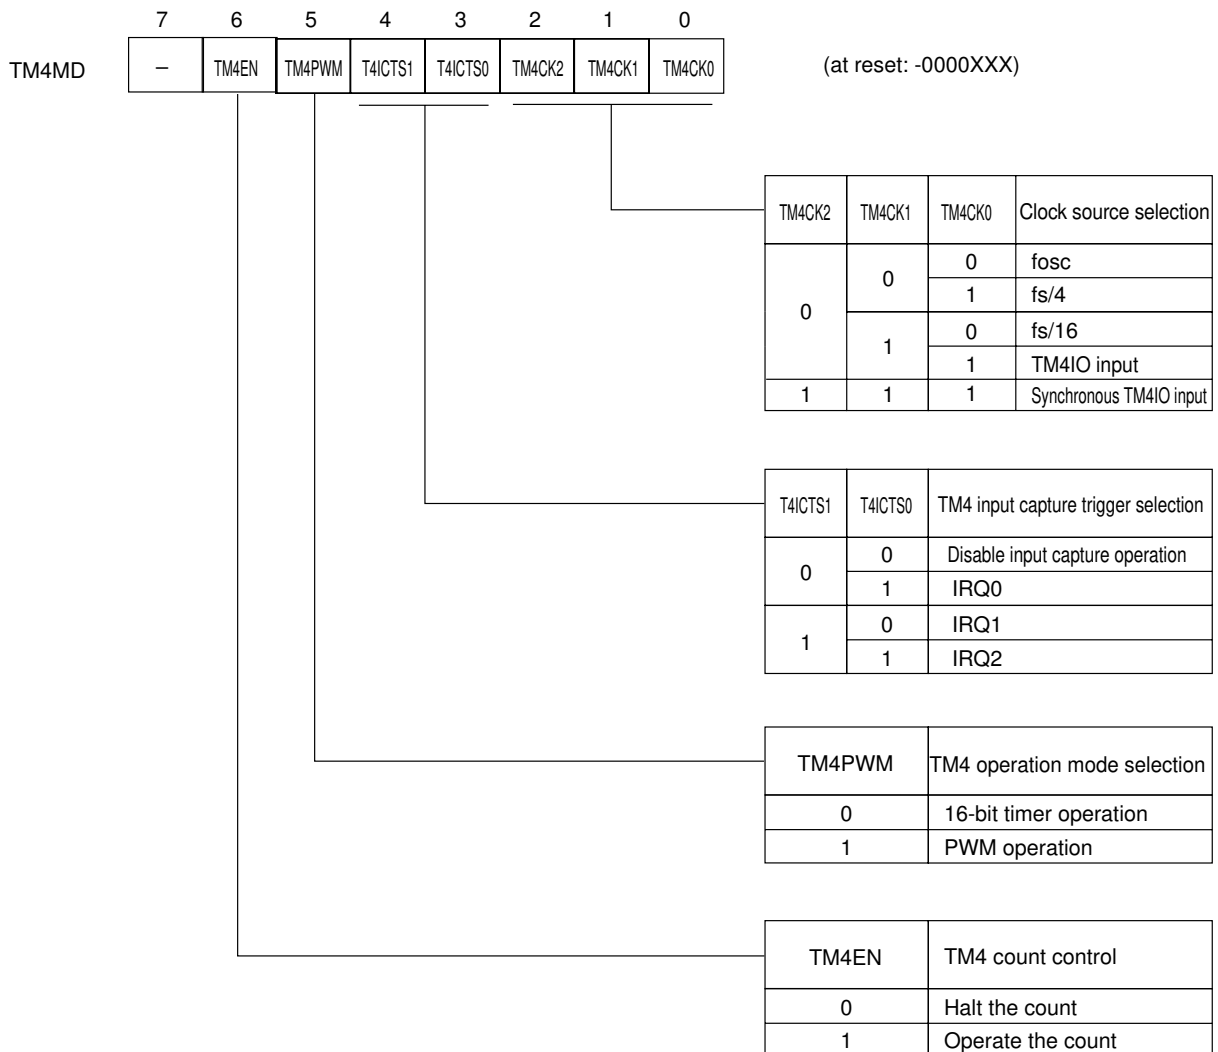 7 6 5 4 3 2 1 0
TM4MD – TM4EN TM4PWM T4ICTS1 T4ICTS0 TM4CK2 TM4CK1 TM4CK0 (at reset: -0000XXX)
TM4CK2 TM4CK1 TM4CK0 Clock source selection
0 0 0 fosc
1 fs/4
1 0 fs/16
1 TM4IO input
1 1 1 Synchronous TM4IO input
T4ICTS1 T4ICTS0 TM4 input capture trigger selection
0 0 Disable input capture operation
1 IRQ0
1 0 IRQ1
1 IRQ2
TM4PWM TM4 operation mode selection
0 16-bit timer operation
1 PWM operation
TM4EN TM4 count control
0 Halt the count
1 Operate the count